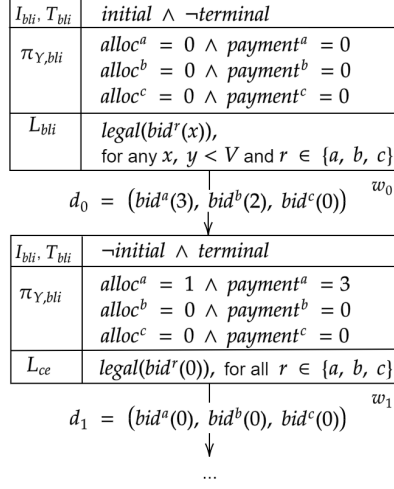 I_bli, T_bli initial ∧ ¬terminal
π_Y,bli alloc^a = 0 ∧ payment^a = 0
alloc^b = 0 ∧ payment^b = 0
alloc^c = 0 ∧ payment^c = 0
L_bli legal(bid^r(x)),
for any x, y < V and r ∈ {a, b, c}
w_0
d_0 = (bid^a(3), bid^b(2), bid^c(0))
I_bli, T_bli ¬initial ∧ terminal
π_Y,bli alloc^a = 1 ∧ payment^a = 3
alloc^b = 0 ∧ payment^b = 0
alloc^c = 0 ∧ payment^c = 0
L_ce legal(bid^r(0)), for all r ∈ {a, b, c}
w_1
d_1 = (bid^a(0), bid^b(0), bid^c(0))
...